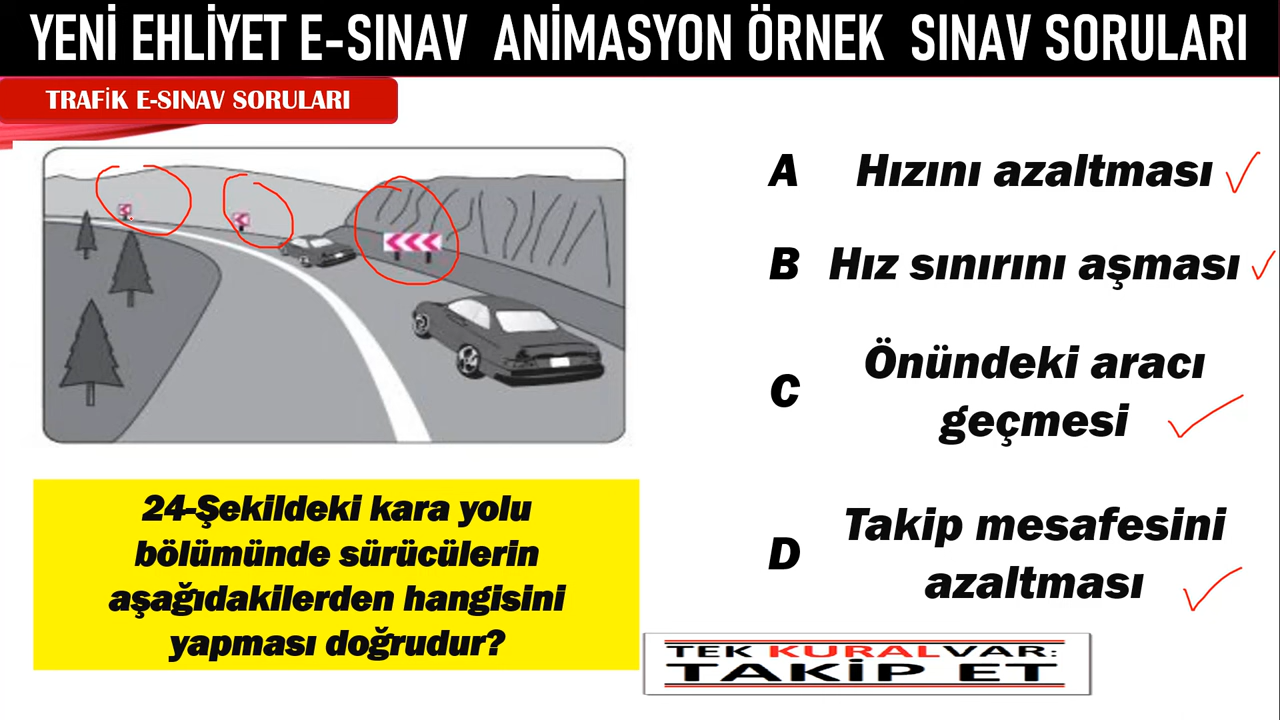 YENİ EHLİYET E-SINAV ANİMASYON ÖRNEK SINAV SORULARI
TRAFİK E-SINAV SORULARI
24-Şekildeki kara yolu
bölümünde sürücülerin
aşağıdakilerden hangisini
yapması doğrudur?
A Hızını azaltması
B Hız sınırını aşması
C Önündeki aracı
geçmesi
D Takip mesafesini
azaltması
TEK KURAL VAR:
TAKİP ET